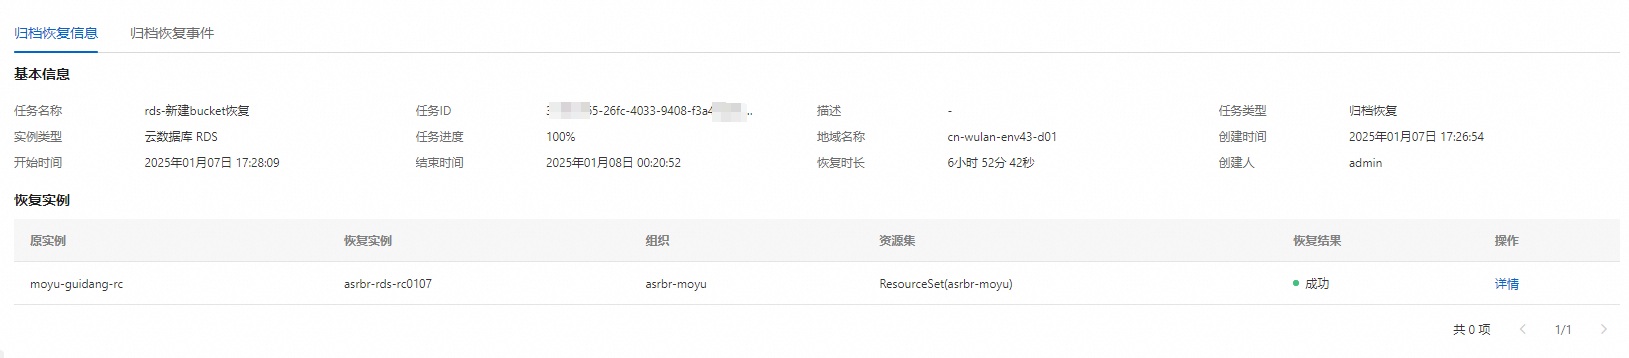 归档恢复信息 归档恢复事件
基本信息
任务名称 rds-新建bucket恢复 任务ID 55-26fc-4033-9408-f3a4 .. 描述 - 任务类型 归档恢复
实例类型 云数据库 RDS 任务进度 100% 地域名称 cn-wulan-env43-d01 创建时间 2025年01月07日 17:26:54
开始时间 2025年01月07日 17:28:09 结束时间 2025年01月08日 00:20:52 恢复时长 6小时 52分 42秒 创建人 admin
恢复实例
原实例 恢复实例 组织 资源集 恢复结果 操作
moyu-guidang-rc asrbr-rds-rc0107 asrbr-moyu ResourceSet(asrbr-moyu) 成功 详情
共 0 项 1/1